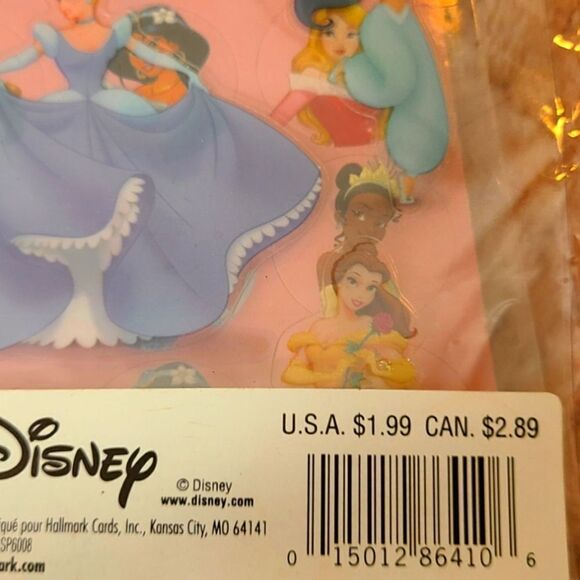 U.S.A. $1.99 CAN. $2.89
Disney
© Disney
www.disney.com
iqué pour Hallmark Cards, Inc., Kansas City, MO 64141
SP6008
ark.com
0 15012 86410 6